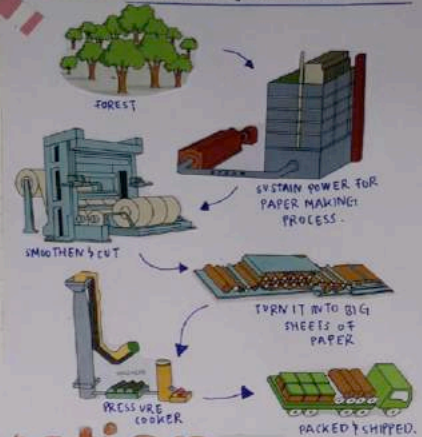 FOREST
SUSTAIN POWER FOR
PAPER MAKING
PROCESS.
SMOOTHEN & CUT
TURN IT INTO BIG
SHEETS OF
PAPER
PRESSURE
COOKER
PACKED & SHIPPED.